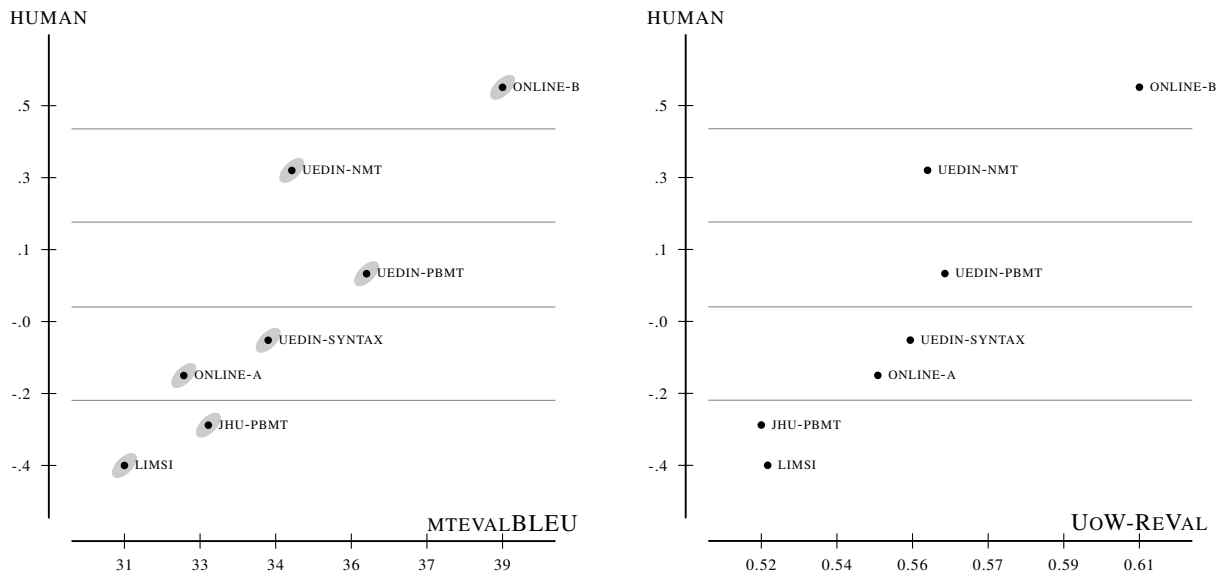 HUMAN
.5
.3
.1
-.0
-.2
-.4
ONLINE-B
UEDIN-NMT
UEDIN-PBMT
UEDIN-SYNTAX
ONLINE-A
JHU-PBMT
LIMSI
MTEVALBLEU
31 33 34 36 37 39
HUMAN
.5
.3
.1
-.0
-.2
-.4
ONLINE-B
UEDIN-NMT
UEDIN-PBMT
UEDIN-SYNTAX
ONLINE-A
JHU-PBMT
LIMSI
UOW-REVAL
0.52 0.54 0.56 0.57 0.59 0.61